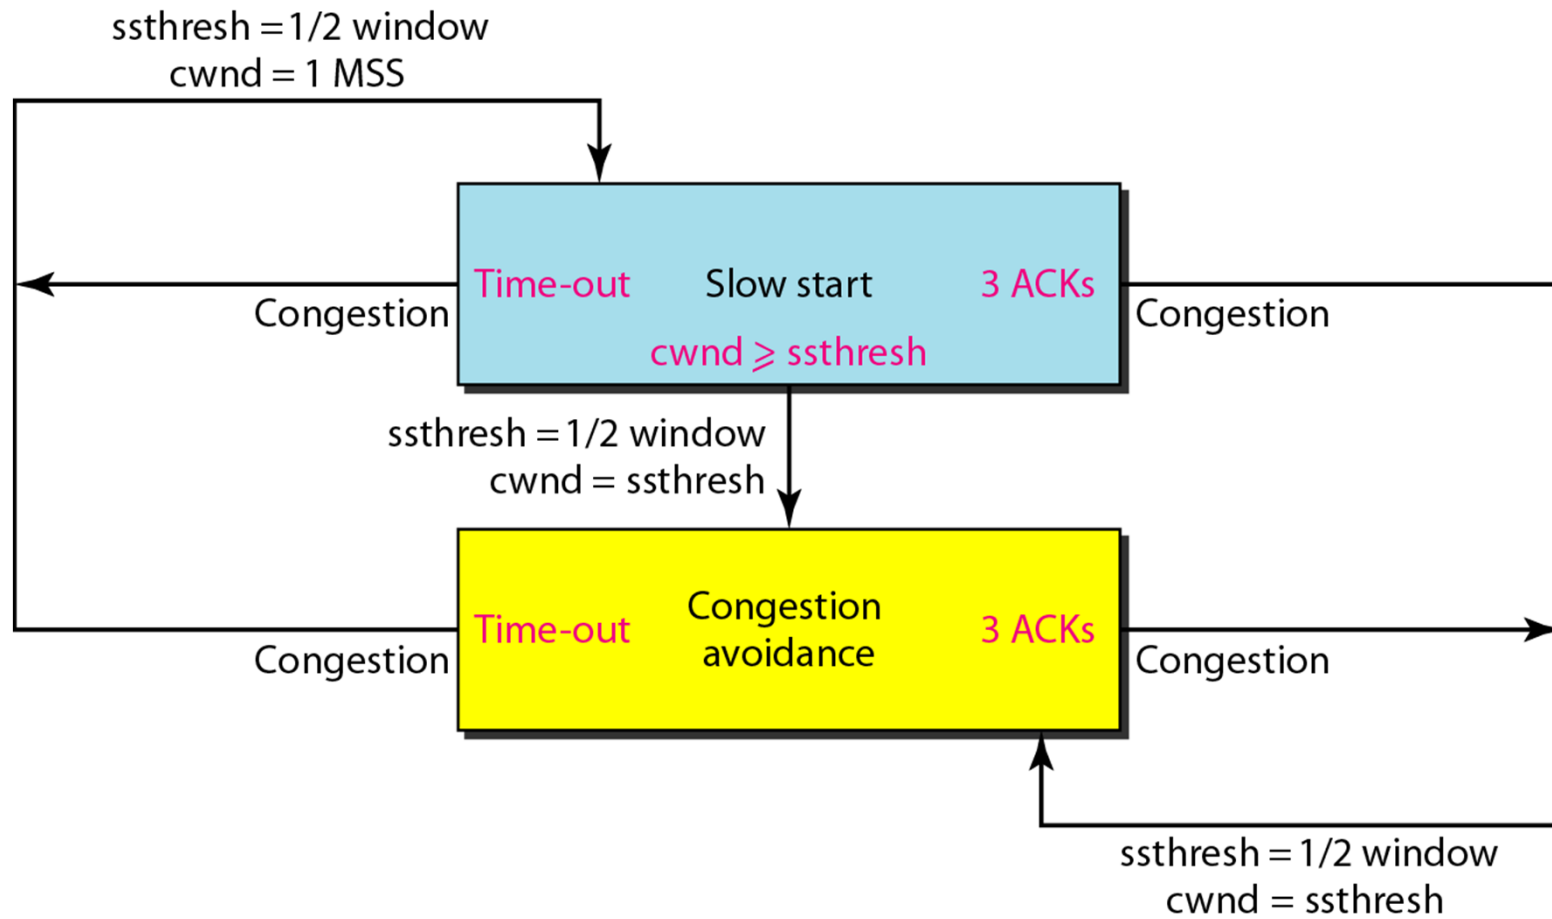 ssthresh = 1/2 window
cwnd = 1 MSS
Time-out
Slow start
3 ACKs
Congestion
Congestion
cwnd ⩾ ssthresh
ssthresh = 1/2 window
cwnd = ssthresh
Time-out
Congestion
avoidance
3 ACKs
Congestion
Congestion
ssthresh = 1/2 window
cwnd = ssthresh